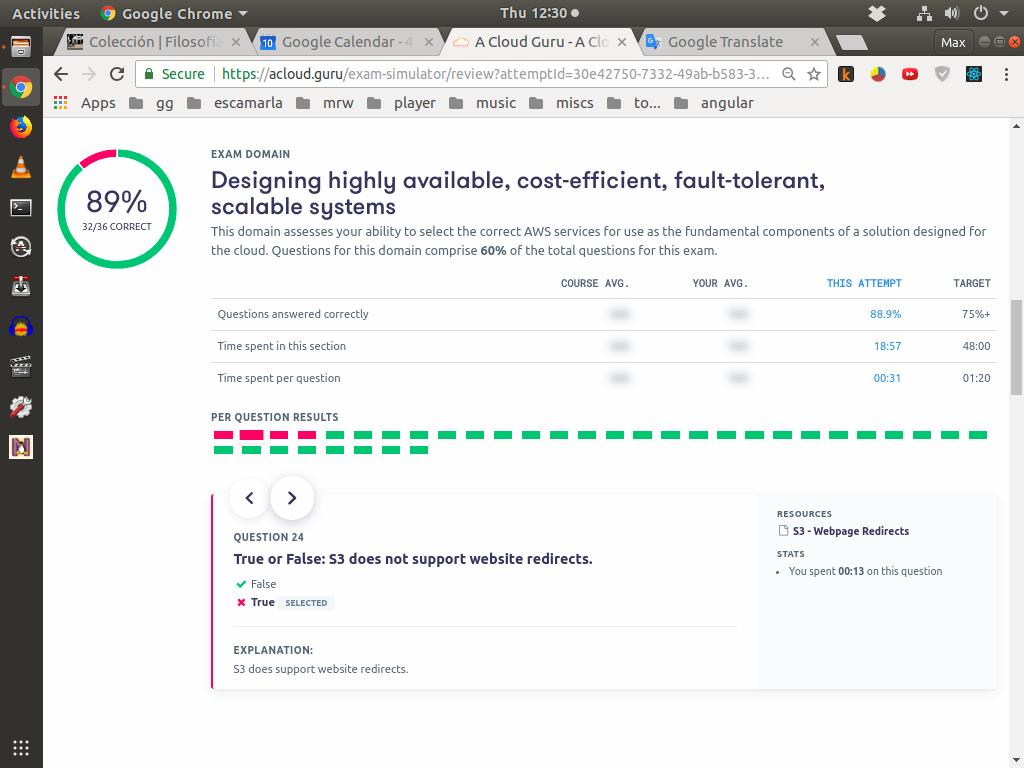 Activities Google Chrome Thu 12:30
Colección | Filosofía Google Calendar - 4 A Cloud Guru - A Clo Google Translate Max
Secure https://acloud.guru/exam-simulator/review?attemptId=30e42750-7332-49ab-b583-3...
Apps gg escamarla mrw player music miscs to... angular
EXAM DOMAIN
Designing highly available, cost-efficient, fault-tolerant,
scalable systems
89%
32/36 CORRECT
This domain assesses your ability to select the correct AWS services for use as the fundamental components of a solution designed for
the cloud. Questions for this domain comprise 60% of the total questions for this exam.
COURSE AVG. YOUR AVG. THIS ATTEMPT TARGET
Questions answered correctly 88.9% 75%+
Time spent in this section 18:57 48:00
Time spent per question 00:31 01:20
PER QUESTION RESULTS
QUESTION 24
True or False: S3 does not support website redirects.
False
True SELECTED
EXPLANATION:
S3 does support website redirects.
RESOURCES
S3 - Webpage Redirects
STATS
You spent 00:13 on this question